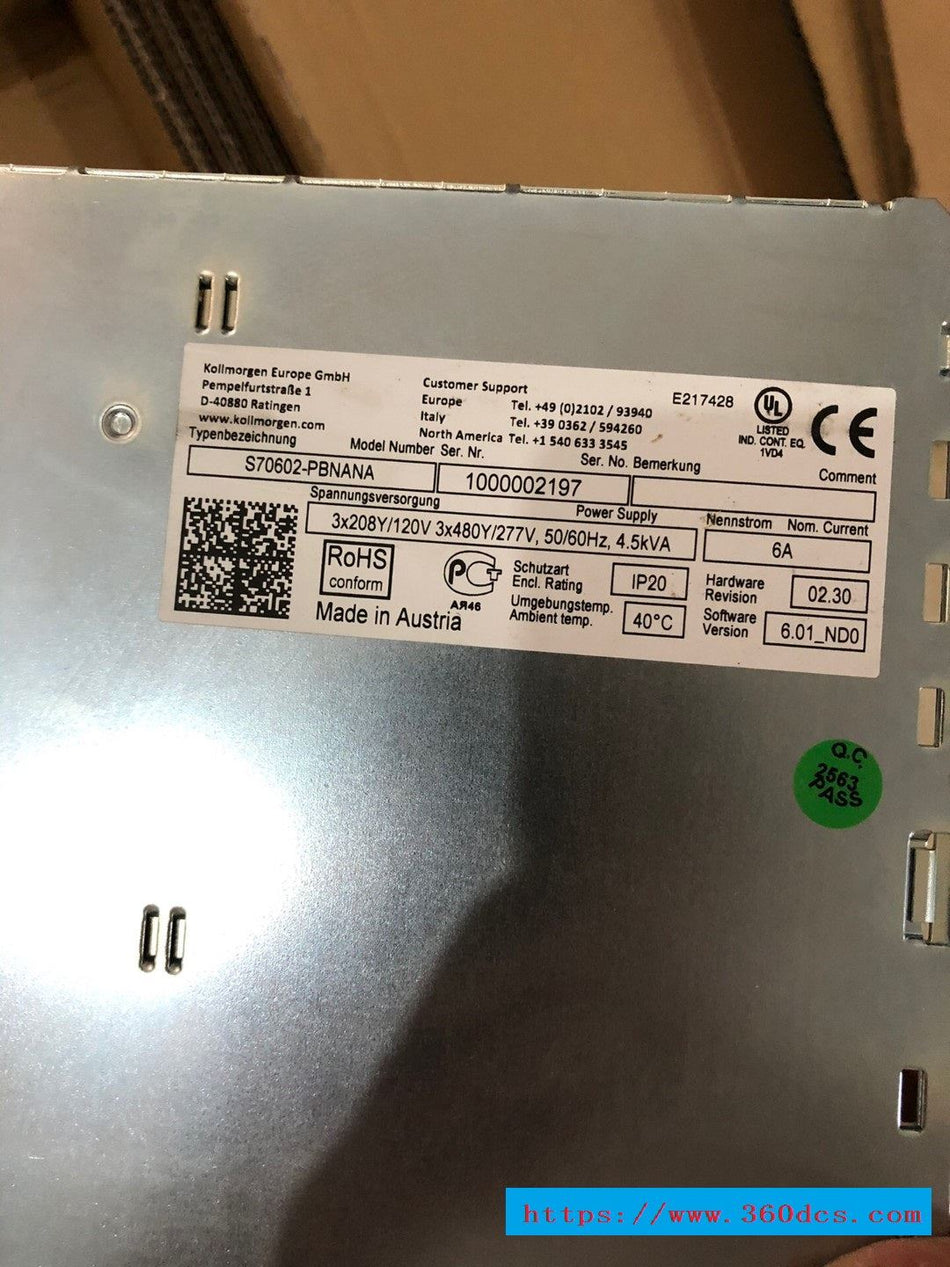 Kollmorgen Europe GmbH
Pempelfurtstraße 1
D-40880 Ratingen
www.kollmorgen.com
Customer Support
Europe Tel. +49 (0)2102 / 93940
Italy Tel. +39 0362 / 594260
North America Tel. +1 540 633 3545
E217428
UL
LISTED
IND. CONT. EQ.
1VD4
CE
Typenbezeichnung Model Number Ser. Nr. Ser. No. Bemerkung Comment
S70602-PBNANA 1000002197
Spannungsversorgung Power Supply Nennstrom Nom. Current
3x208Y/120V 3x480Y/277V, 50/60Hz, 4.5kVA 6A
RoHS
conform
Made in Austria
АЯ46
Schutzart
Encl. Rating IP20
Umgebungstemp.
Ambient temp. 40°C
Hardware
Revision 02.30
Software
Version 6.01_ND0
Q.C.
2563
PASS
https://www.360dcs.com